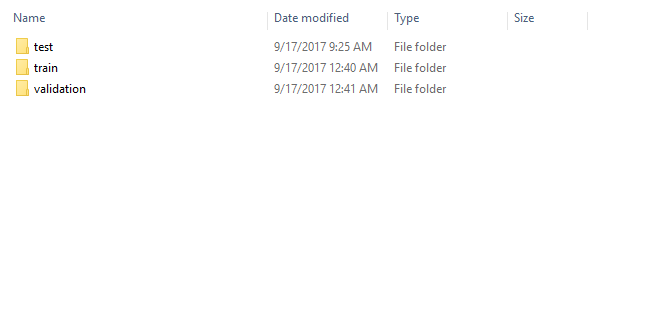 Name Date modified Type Size
test 9/17/2017 9:25 AM File folder
train 9/17/2017 12:40 AM File folder
validation 9/17/2017 12:41 AM File folder